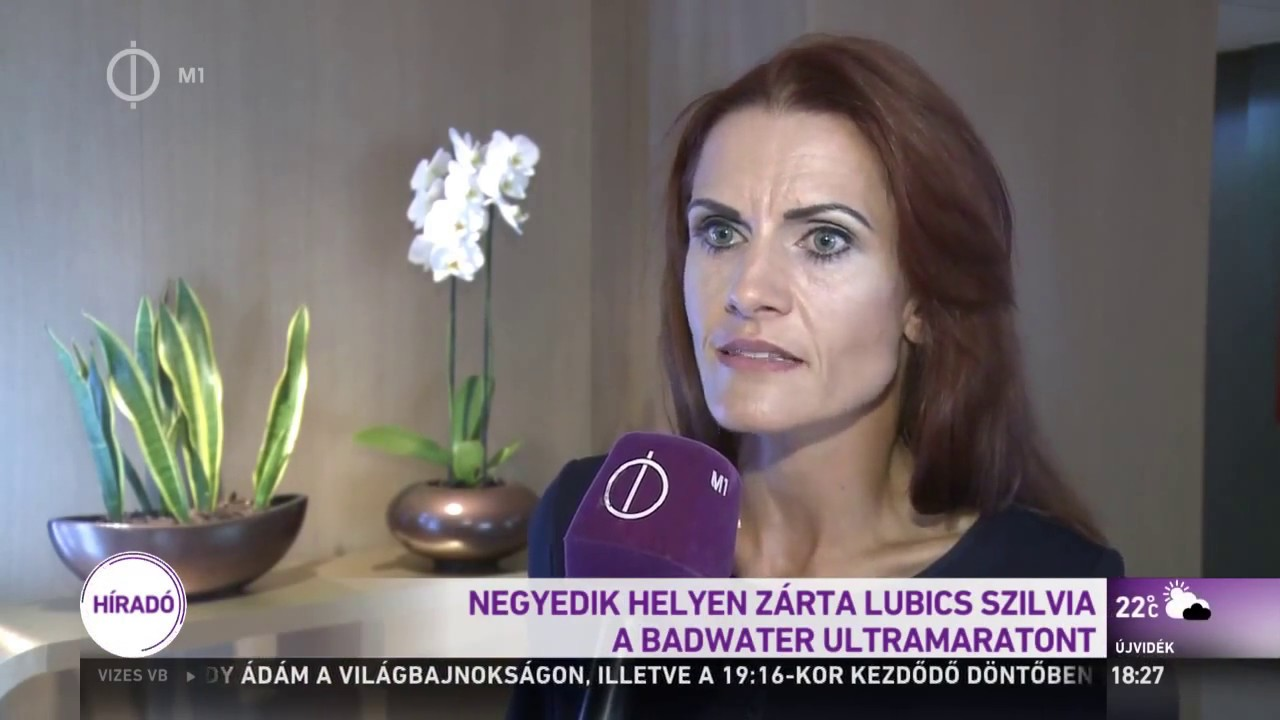 M1
M1
HÍRADÓ
NEGYEDIK HELYEN ZÁRTA LUBICS SZILVIA
A BADWATER ULTRAMARATONT
22°C
ÚJVIDÉK
VIZES VB ▶ DY ÁDÁM A VILÁGBAJNOKSÁGON, ILLETVE A 19:16-KOR KEZDŐDŐ DÖNTŐBEN
18:27